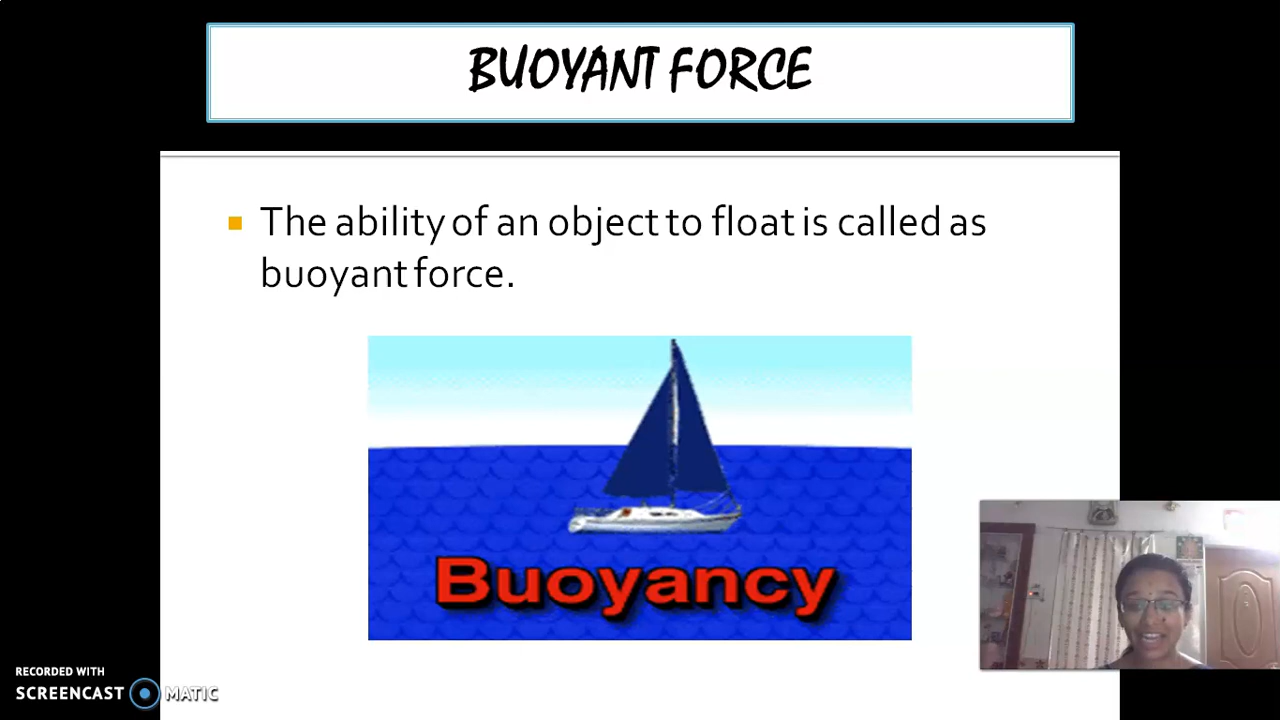 BUOYANT FORCE
The ability of an object to float is called as
buoyant force.
Buoyancy
RECORDED WITH
SCREENCAST MATIC